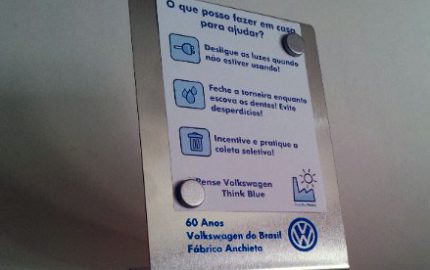 O que posso fazer em casa
para ajudar?
Desligue as luzes quando
não estiver usando!
Feche a torneira enquanto
escova os dentes! Evite
desperdícios!
Incentive e pratique a
coleta seletiva!
Pense Volkswagen
Think Blue
60 Anos
Volkswagen do Brasil
Fábrica Anchieta